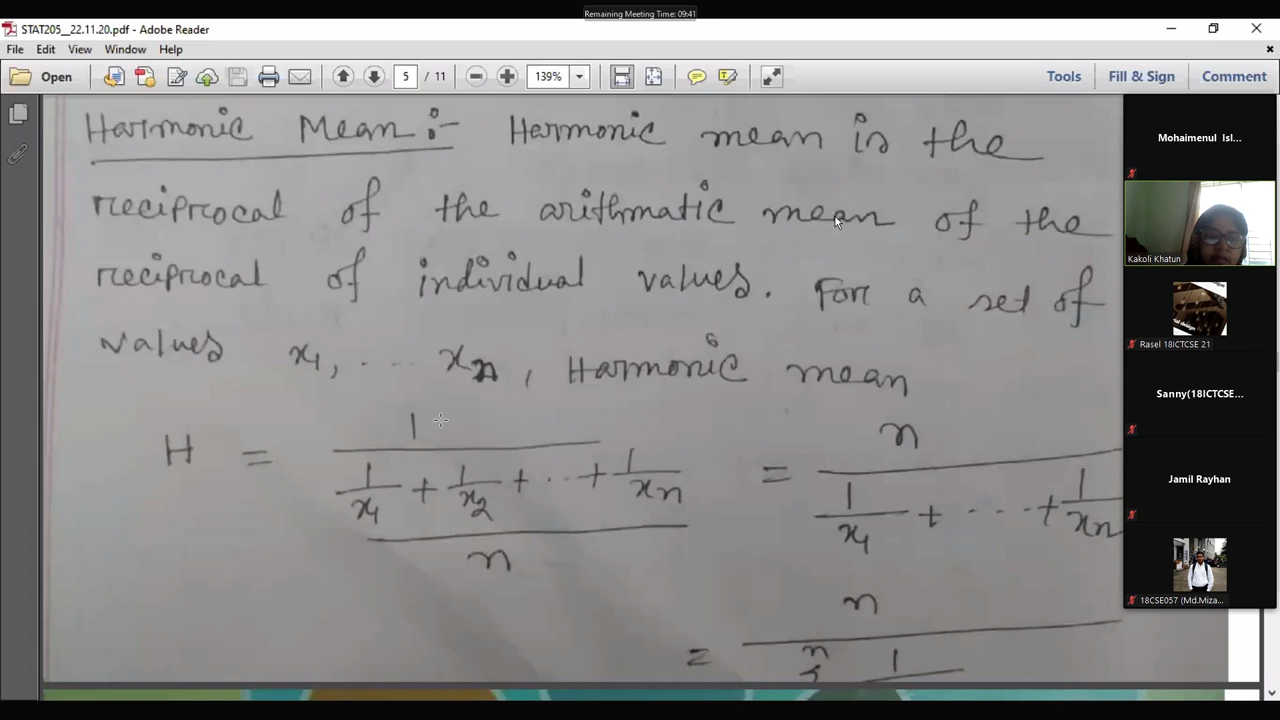 Remaining Meeting Time: 09:41
STAT205__22.11.20.pdf - Adobe Reader
File Edit View Window Help
Open 5 / 11 139% Tools Fill & Sign Comment
Harmonic Mean :- Harmonic mean is the
reciprocal of the arithmatic mean of the
reciprocal of individual values. For a set of
values x1, ... xn, Harmonic mean
H = 1 / ((1/x1 + 1/x2 + ... + 1/xn) / n) = n / (1/x1 + ... + 1/xn)
= n / 1
Mohaimenul Isl...
Kakoli Khatun
Rasel 18ICTCSE 21
Sanny(18ICTCSE...
Jamil Rayhan
18CSE057 (Md.Miza...